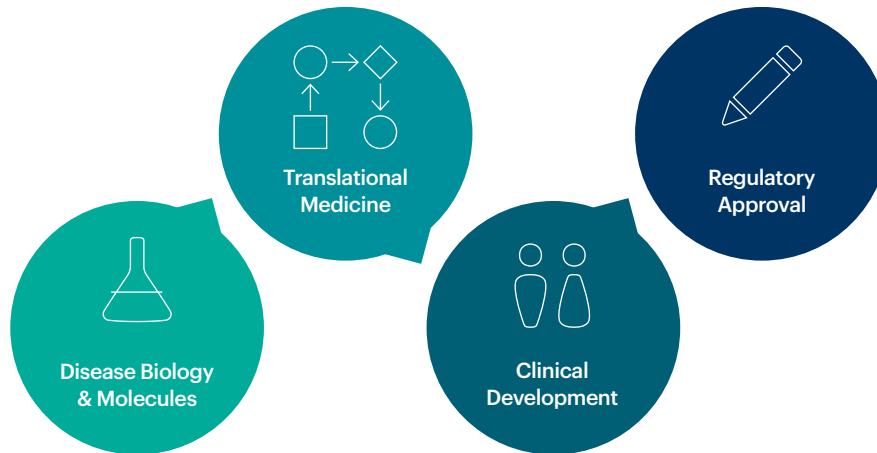 Disease Biology
& Molecules
Translational
Medicine
Clinical
Development
Regulatory
Approval